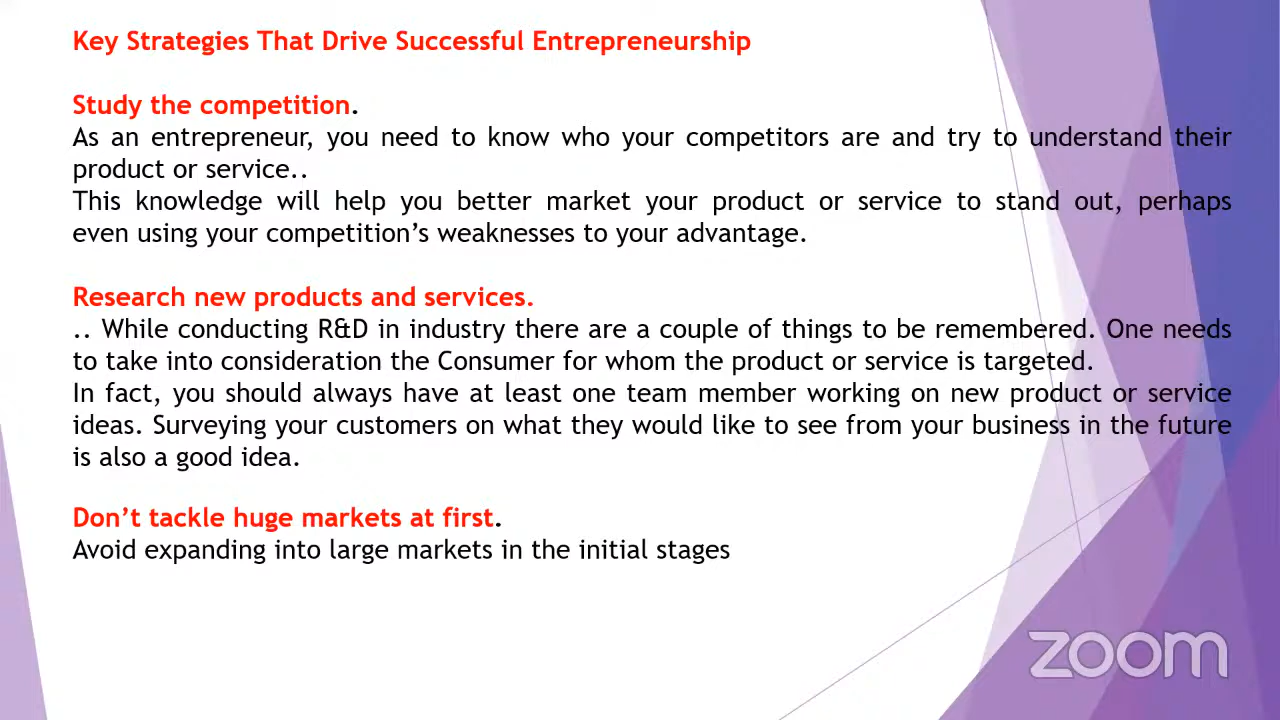 Key Strategies That Drive Successful Entrepreneurship
Study the competition.
As an entrepreneur, you need to know who your competitors are and try to understand their
product or service..
This knowledge will help you better market your product or service to stand out, perhaps
even using your competition’s weaknesses to your advantage.
Research new products and services.
.. While conducting R&D in industry there are a couple of things to be remembered. One needs
to take into consideration the Consumer for whom the product or service is targeted.
In fact, you should always have at least one team member working on new product or service
ideas. Surveying your customers on what they would like to see from your business in the future
is also a good idea.
Don’t tackle huge markets at first.
Avoid expanding into large markets in the initial stages
zoom